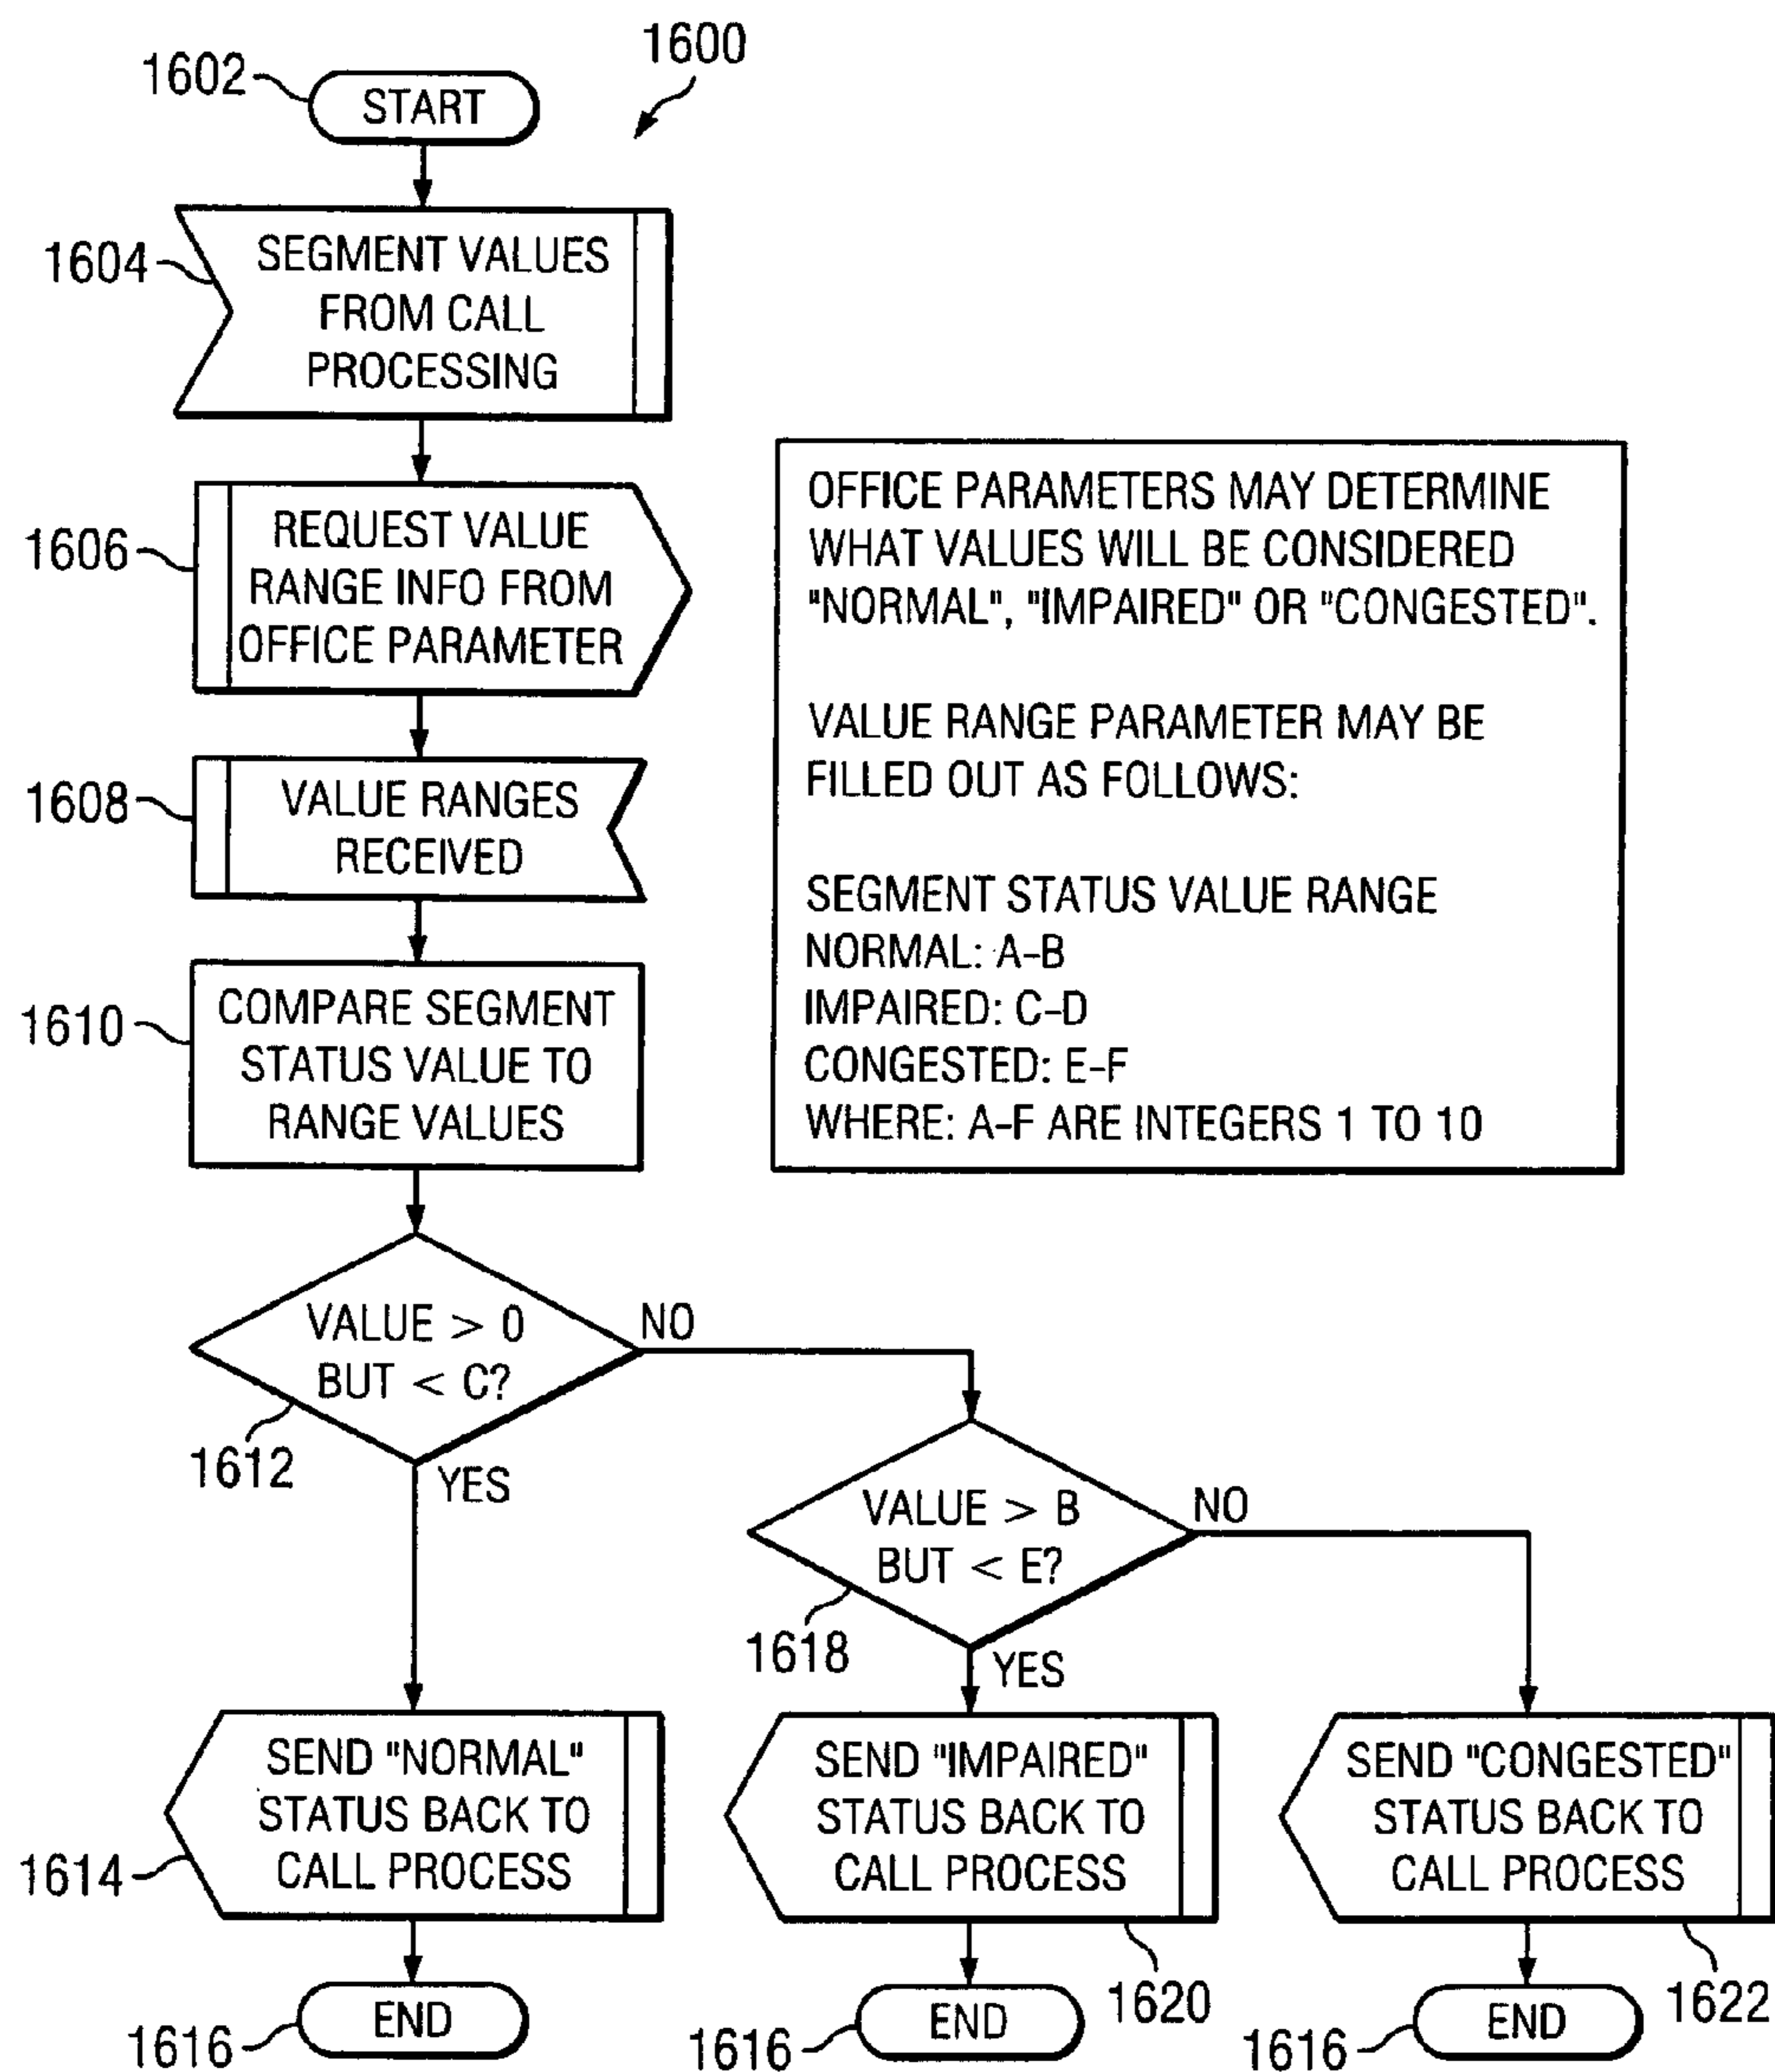 1600
1602
START
1604
SEGMENT VALUES
FROM CALL
PROCESSING
1606
REQUEST VALUE
RANGE INFO FROM
OFFICE PARAMETER
1608
VALUE RANGES
RECEIVED
1610
COMPARE SEGMENT
STATUS VALUE TO
RANGE VALUES
OFFICE PARAMETERS MAY DETERMINE
WHAT VALUES WILL BE CONSIDERED
"NORMAL", "IMPAIRED" OR "CONGESTED".
VALUE RANGE PARAMETER MAY BE
FILLED OUT AS FOLLOWS:
SEGMENT STATUS VALUE RANGE
NORMAL: A-B
IMPAIRED: C-D
CONGESTED: E-F
WHERE: A-F ARE INTEGERS 1 TO 10
VALUE > 0
BUT < C?
NO
1612
YES
VALUE > B
BUT < E?
NO
1618
YES
SEND "NORMAL"
STATUS BACK TO
CALL PROCESS
1614
SEND "IMPAIRED"
STATUS BACK TO
CALL PROCESS
1620
SEND "CONGESTED"
STATUS BACK TO
CALL PROCESS
1622
END
1616
END
1616
END
1616